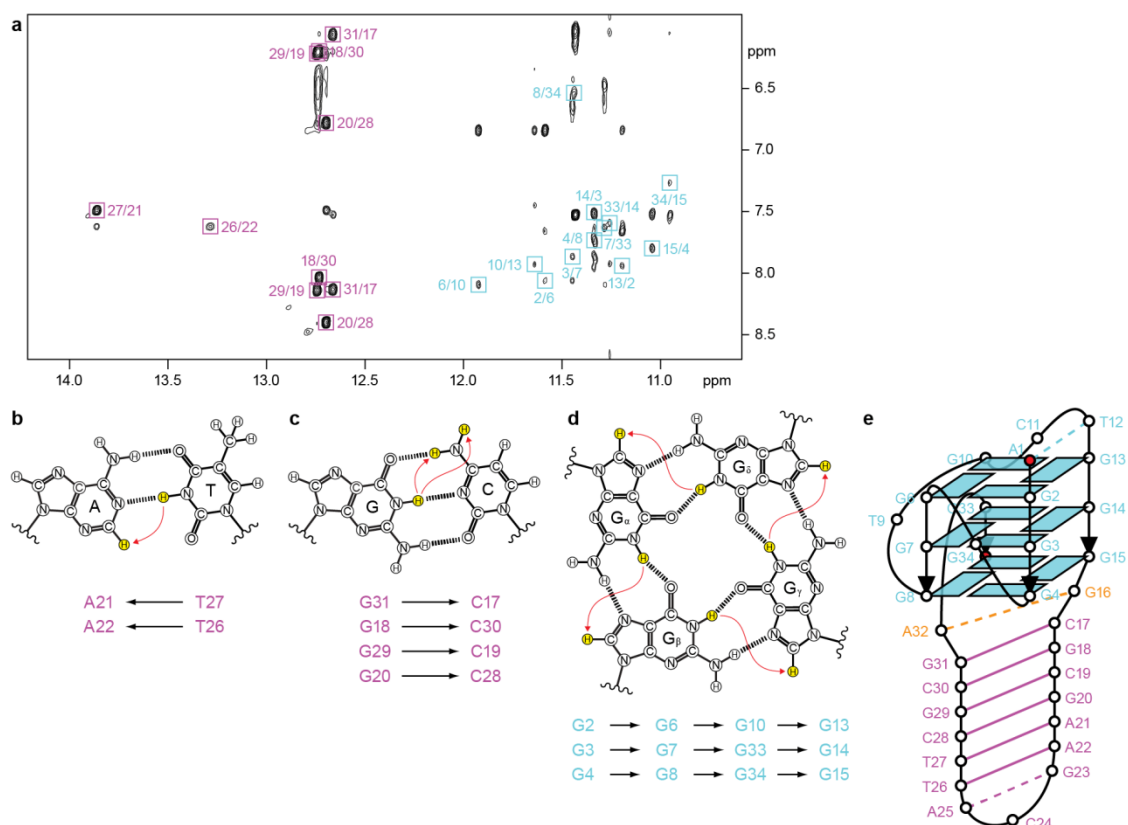 a
31/17
29/19 18/30
20/28
27/21
26/22
18/30
29/19 31/17
20/28
8/34
14/3
33/14
34/15
4/8
7/33
15/4
10/13
3/7
13/2
6/10
2/6
ppm
6.5
7.0
7.5
8.0
8.5
14.0 13.0 12.0 11.0 ppm
b
A T
A21 T27
A22 T26
c
G C
G31 C17
G18 C30
G29 C19
G20 C28
d
Gα
Gδ
Gβ
Gγ
G2 G6 G10 G13
G3 G7 G33 G14
G4 G8 G34 G15
e
C11
T12
A1
G10
G13
G6
G2
C33
T9
G14
G7
G3
G34
G15
G8
G4
G16
A32
C17
G31
G18
C30
C19
G29
G20
C28
A21
T27
A22
T26
G23
A25
C24